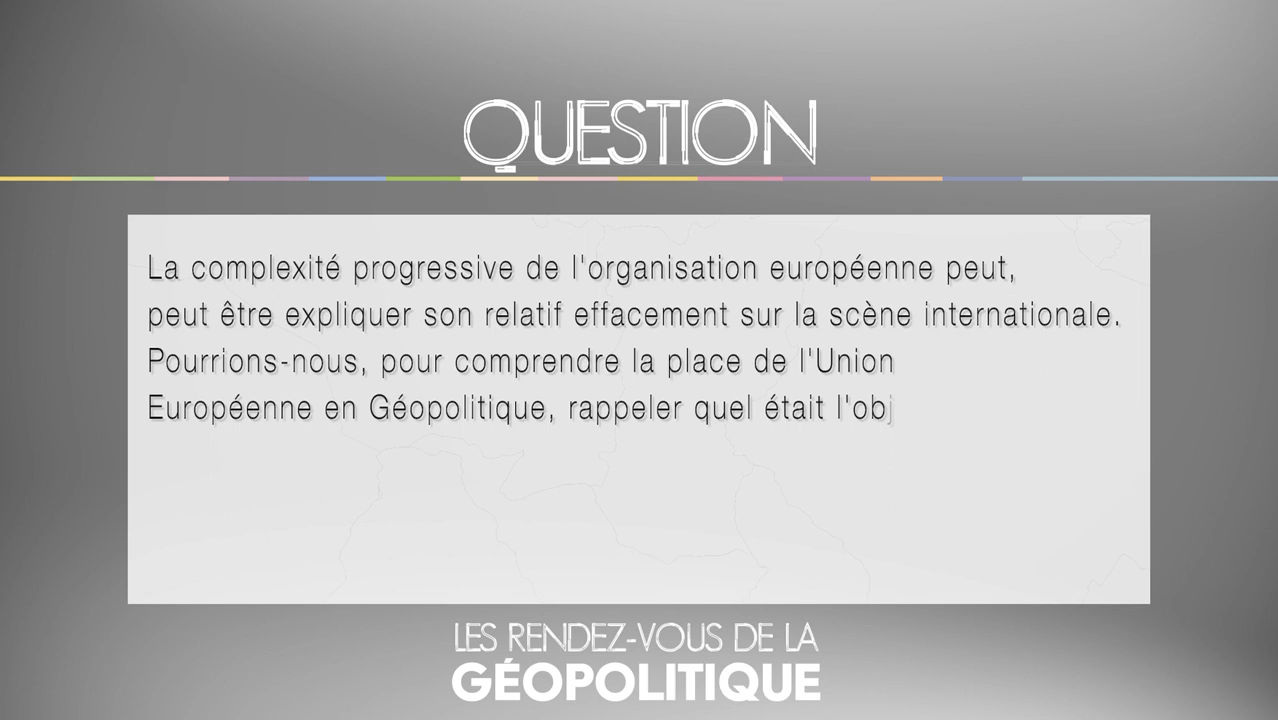 QUESTION
La complexité progressive de l'organisation européenne peut,
peut être expliquer son relatif effacement sur la scène internationale.
Pourrions-nous, pour comprendre la place de l'Union
Européenne en Géopolitique, rappeler quel était l'obj
LES RENDEZ-VOUS DE LA
GÉOPOLITIQUE